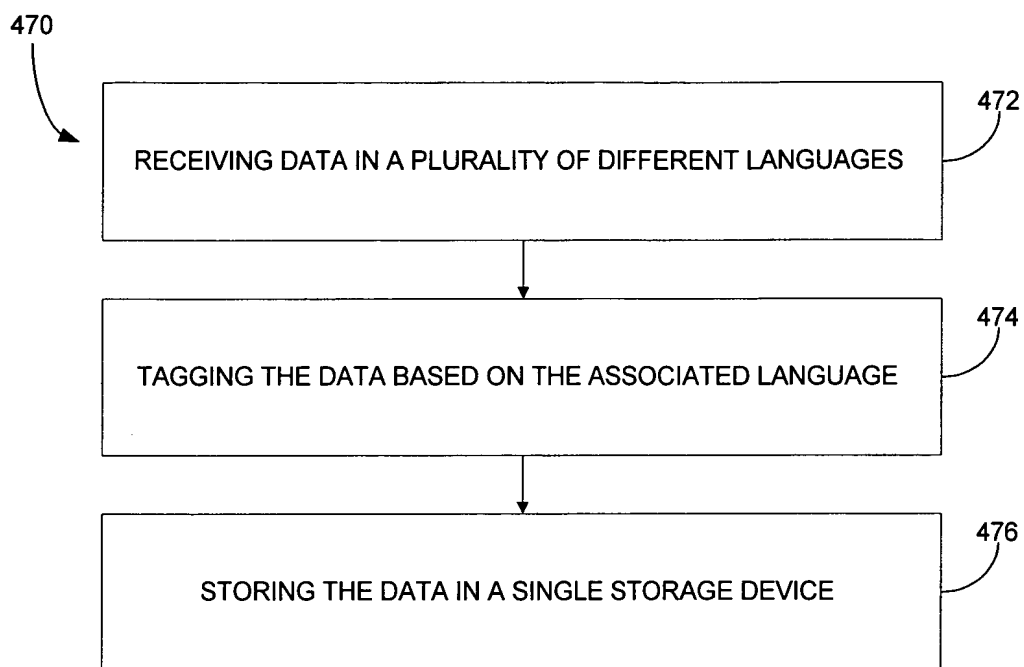 470
472
RECEIVING DATA IN A PLURALITY OF DIFFERENT LANGUAGES
474
TAGGING THE DATA BASED ON THE ASSOCIATED LANGUAGE
476
STORING THE DATA IN A SINGLE STORAGE DEVICE